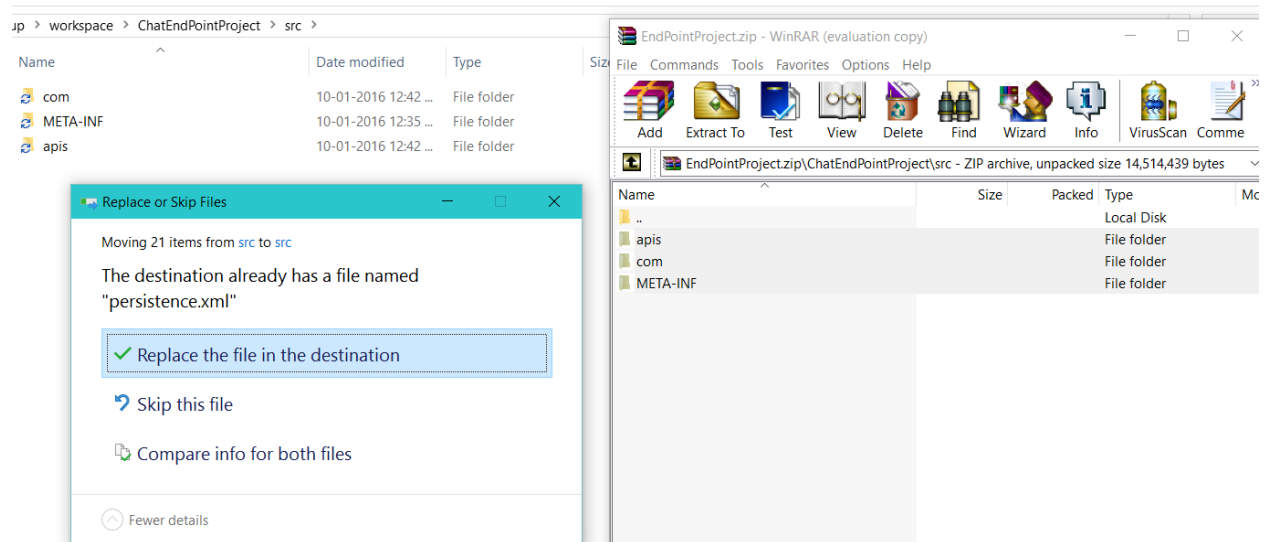 up > workspace > ChatEndPointProject > src >
Name Date modified Type Size
com 10-01-2016 12:42 ... File folder
META-INF 10-01-2016 12:35 ... File folder
apis 10-01-2016 12:42 ... File folder
Replace or Skip Files
Moving 21 items from src to src
The destination already has a file named
"persistence.xml"
Replace the file in the destination
Skip this file
Compare info for both files
Fewer details
EndPointProject.zip - WinRAR (evaluation copy)
File Commands Tools Favorites Options Help
Add Extract To Test View Delete Find Wizard Info VirusScan Comme
EndPointProject.zip\ChatEndPointProject\src - ZIP archive, unpacked size 14,514,439 bytes
Name Size Packed Type Mo
.. Local Disk
apis File folder
com File folder
META-INF File folder